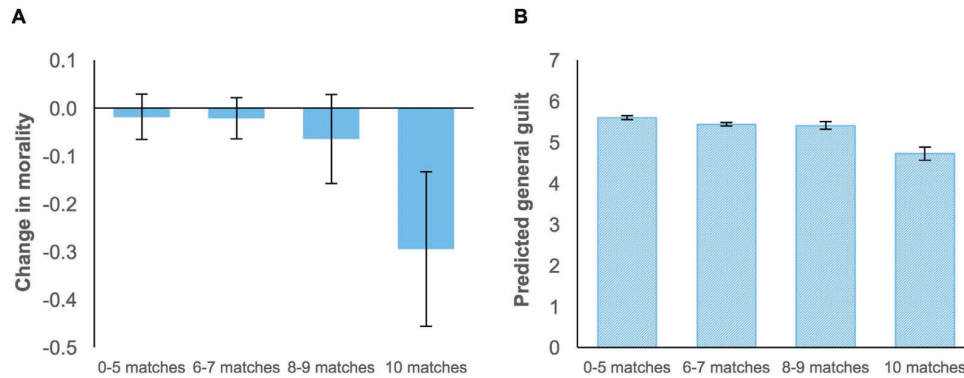 A
Change in morality
0.1
0.0
-0.1
-0.2
-0.3
-0.4
-0.5
0-5 matches 6-7 matches 8-9 matches 10 matches
B
Predicted general guilt
7
6
5
4
3
2
1
0
0-5 matches 6-7 matches 8-9 matches 10 matches